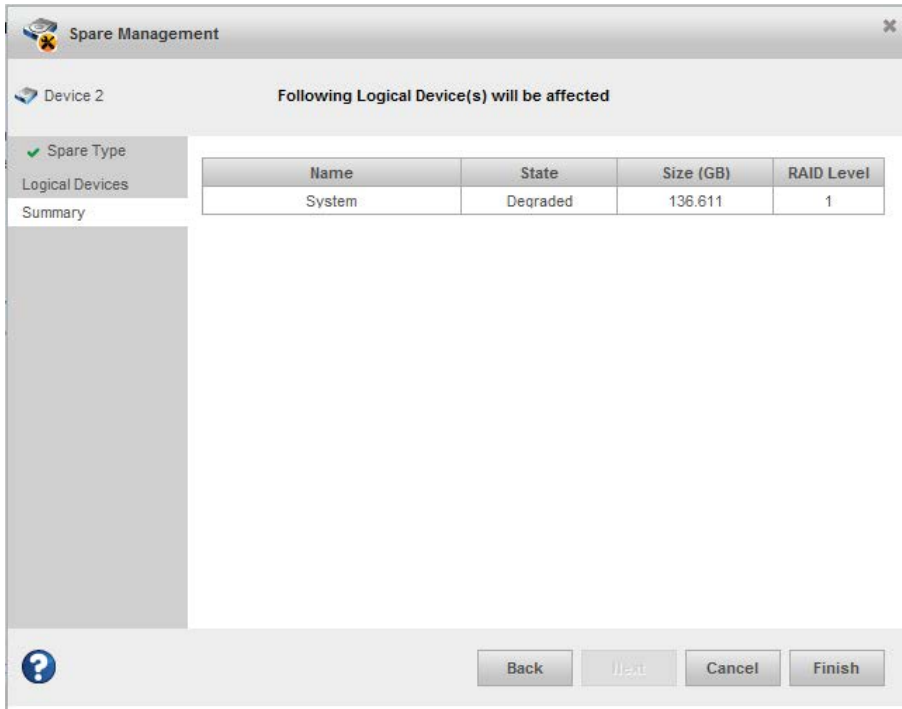 Spare Management
Device 2
Following Logical Device(s) will be affected
Spare Type
Logical Devices
Summary
Name State Size (GB) RAID Level
System Degraded 136.611 1
Back Next Cancel Finish